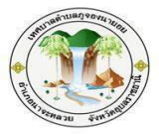 เทศบาลตำบลภูจองนายอย
อำเภอนาจะหลวย จังหวัดอุบลราชธานี